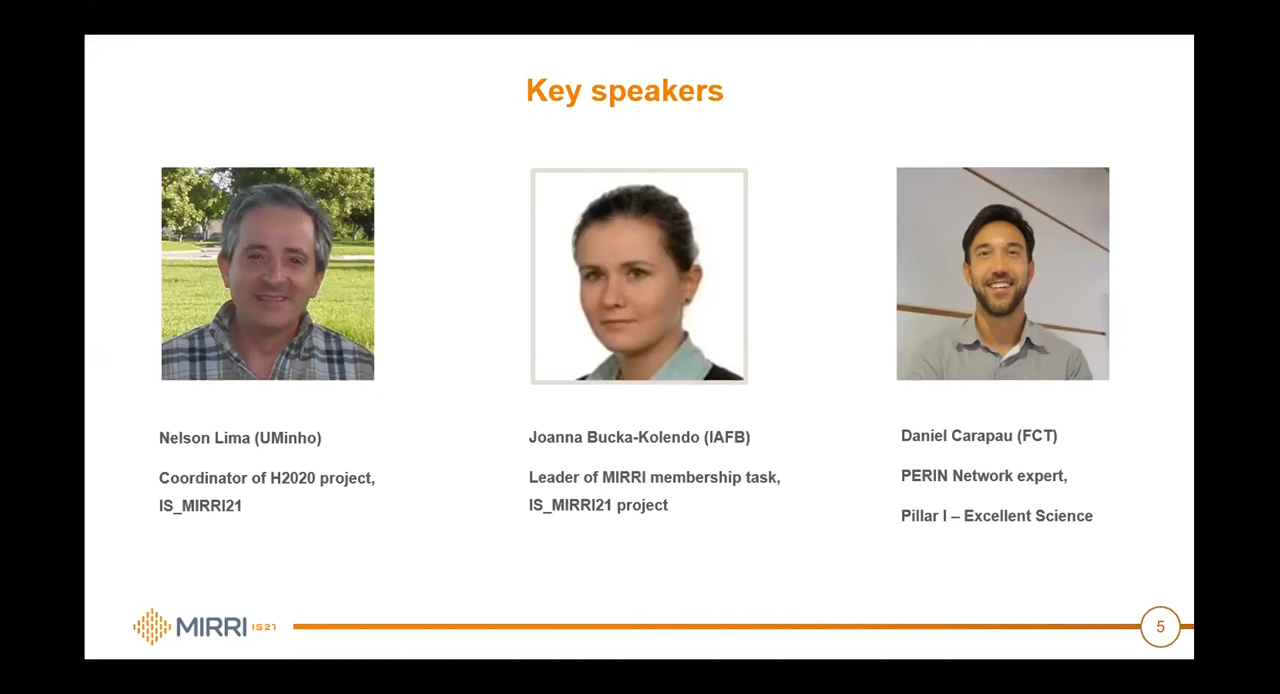 Key speakers
Nelson Lima (UMinho)
Coordinator of H2020 project,
IS_MIRRI21
Joanna Bucka-Kolendo (IAFB)
Leader of MIRRI membership task,
IS_MIRRI21 project
Daniel Carapau (FCT)
PERIN Network expert,
Pillar I – Excellent Science
MIRRI IS21
5